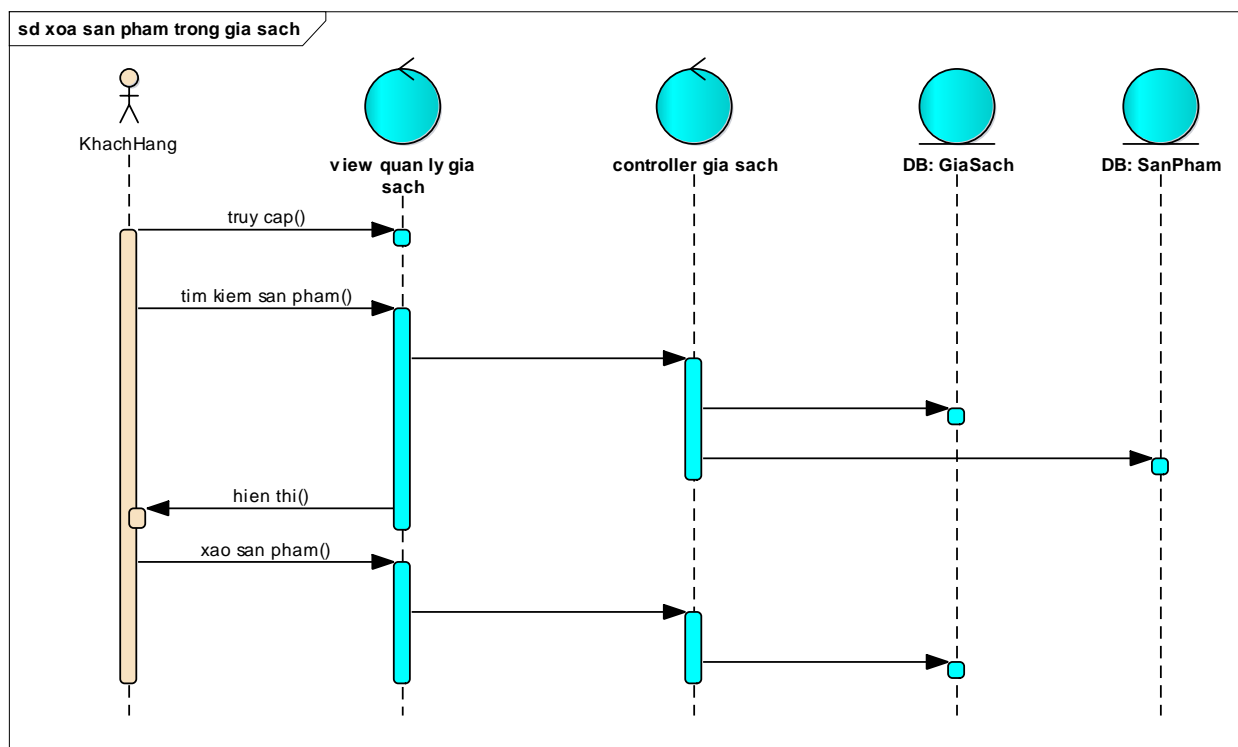 sd xoa san pham trong gia sach
KhachHang
view quan ly gia
sach
controller gia sach
DB: GiaSach
DB: SanPham
truy cap()
tim kiem san pham()
hien thi()
xao san pham()